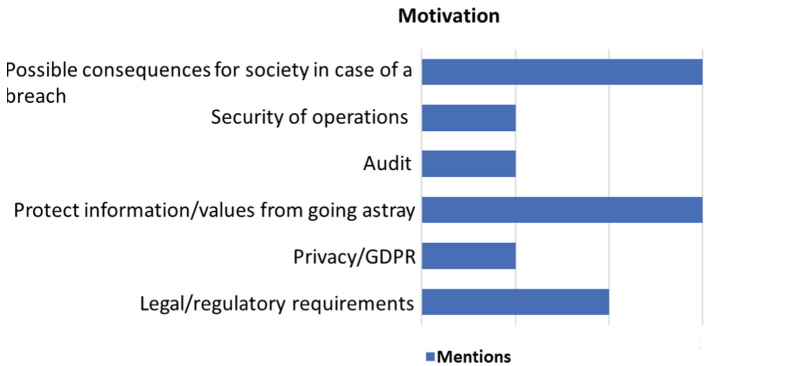 Motivation
Possible consequences for society in case of a
breach
Security of operations
Audit
Protect information/values from going astray
Privacy/GDPR
Legal/regulatory requirements
Mentions